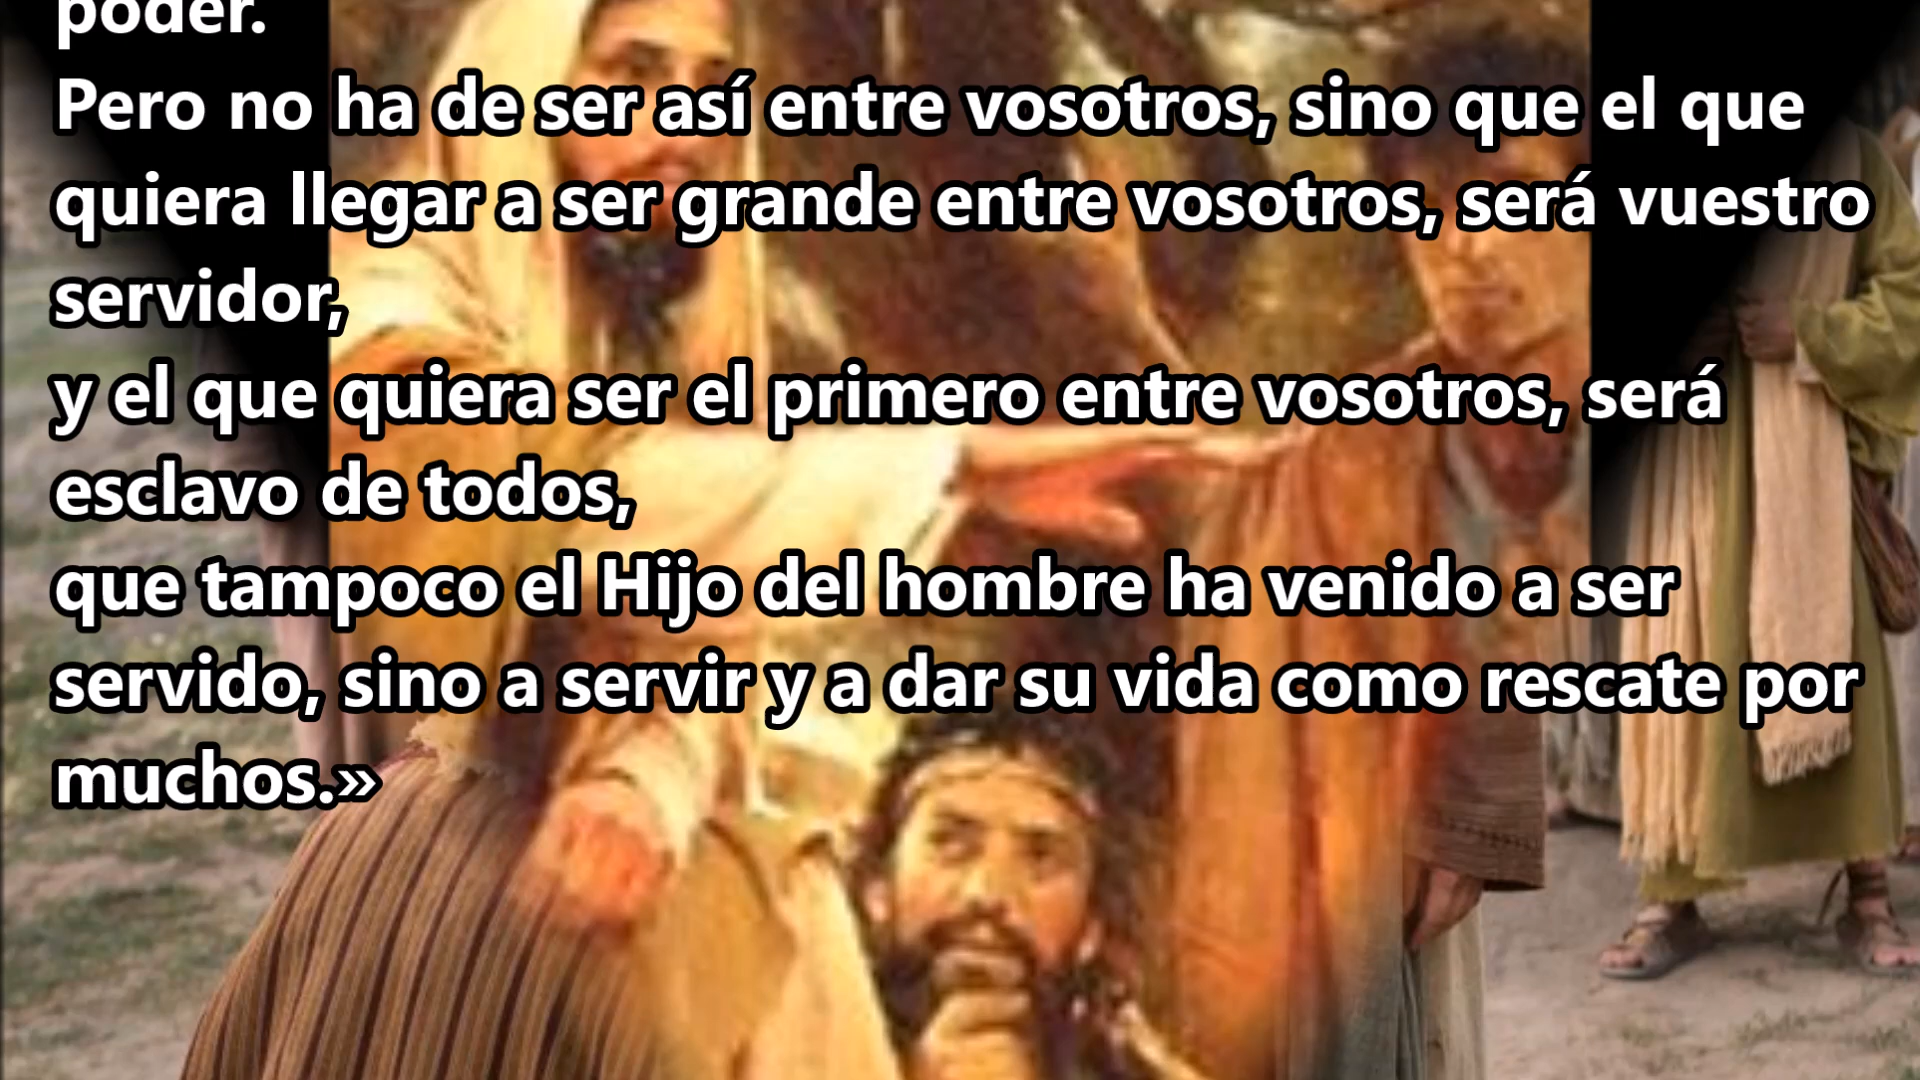 poder.
Pero no ha de ser así entre vosotros, sino que el que
quiera llegar a ser grande entre vosotros, será vuestro
servidor,
y el que quiera ser el primero entre vosotros, será
esclavo de todos,
que tampoco el Hijo del hombre ha venido a ser
servido, sino a servir y a dar su vida como rescate por
muchos.»